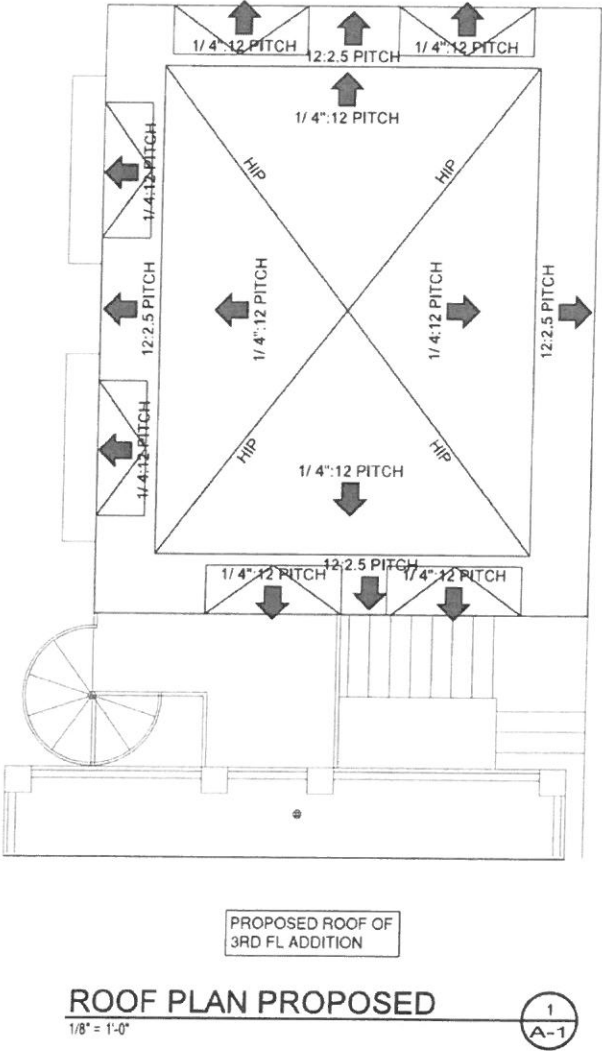 1/ 4":12 PITCH
12:2.5 PITCH
1/ 4":12 PITCH
1/ 4":12 PITCH
1/ 4:12 PITCH
HIP
HIP
12:2.5 PITCH
1/ 4":12 PITCH
1/ 4:12 PITCH
12:2.5 PITCH
1/ 4:12 PITCH
HIP
HIP
1/ 4":12 PITCH
1/ 4":12 PITCH
12:2.5 PITCH
1/ 4":12 PITCH
PROPOSED ROOF OF
3RD FL ADDITION
ROOF PLAN PROPOSED
1/8" = 1'-0"
1
A-1